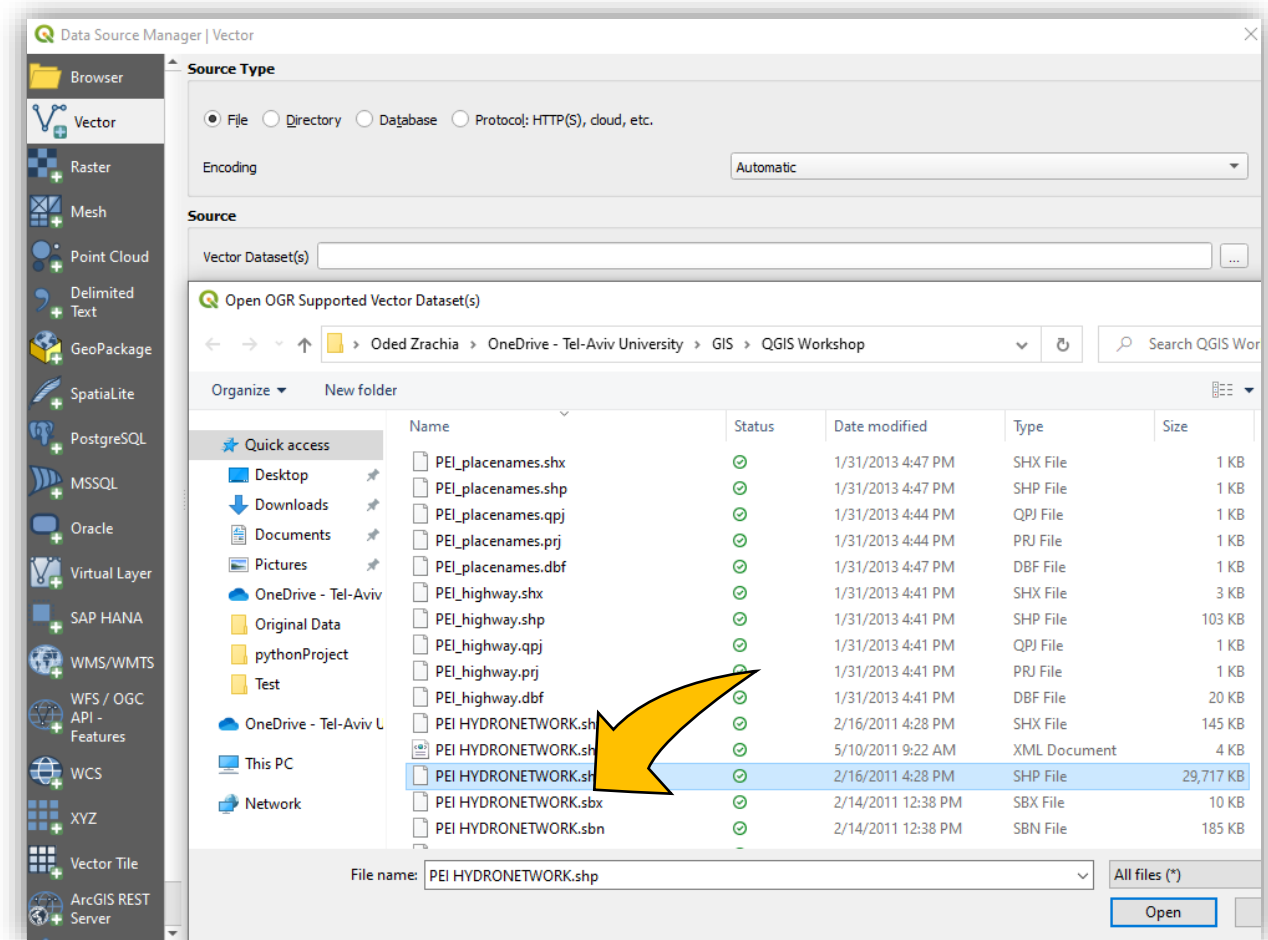 Data Source Manager | Vector
Browser
Vector
Raster
Mesh
Point Cloud
Delimited
Text
GeoPackage
SpatiaLite
PostgreSQL
MSSQL
Oracle
Virtual Layer
SAP HANA
WMS/WMTS
WFS / OGC
API -
Features
WCS
XYZ
Vector Tile
ArcGIS REST
Server
Source Type
File Directory Database Protocol: HTTP(S), cloud, etc.
Encoding Automatic
Source
Vector Dataset(s) ...
Open OGR Supported Vector Dataset(s)
Oded Zrachia > OneDrive - Tel-Aviv University > GIS > QGIS Workshop Search QGIS Wor
Organize New folder
Quick access
Desktop
Downloads
Documents
Pictures
OneDrive - Tel-Aviv
Original Data
pythonProject
Test
OneDrive - Tel-Aviv U
This PC
Network
Name Status Date modified Type Size
PEI_placenames.shx 1/31/2013 4:47 PM SHX File 1 KB
PEI_placenames.shp 1/31/2013 4:47 PM SHP File 1 KB
PEI_placenames.qpj 1/31/2013 4:44 PM QPJ File 1 KB
PEI_placenames.prj 1/31/2013 4:44 PM PRJ File 1 KB
PEI_placenames.dbf 1/31/2013 4:47 PM DBF File 1 KB
PEI_highway.shx 1/31/2013 4:41 PM SHX File 3 KB
PEI_highway.shp 1/31/2013 4:41 PM SHP File 103 KB
PEI_highway.qpj 1/31/2013 4:41 PM QPJ File 1 KB
PEI_highway.prj 1/31/2013 4:41 PM PRJ File 1 KB
PEI_highway.dbf 1/31/2013 4:41 PM DBF File 20 KB
PEI HYDRONETWORK.sh 2/16/2011 4:28 PM SHX File 145 KB
PEI HYDRONETWORK.sh 5/10/2011 9:22 AM XML Document 4 KB
PEI HYDRONETWORK.sh 2/16/2011 4:28 PM SHP File 29,717 KB
PEI HYDRONETWORK.sbx 2/14/2011 12:38 PM SBX File 10 KB
PEI HYDRONETWORK.sbn 2/14/2011 12:38 PM SBN File 185 KB
File name: PEI HYDRONETWORK.shp All files (*)
Open